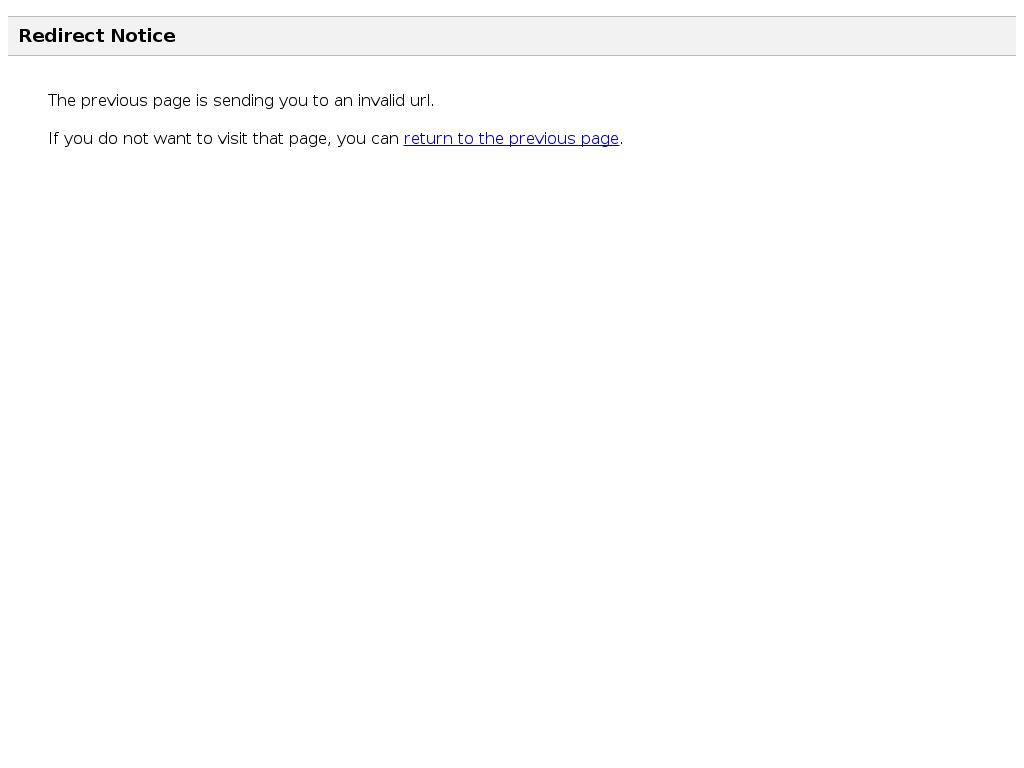 Redirect Notice
The previous page is sending you to an invalid url.
If you do not want to visit that page, you can return to the previous page.